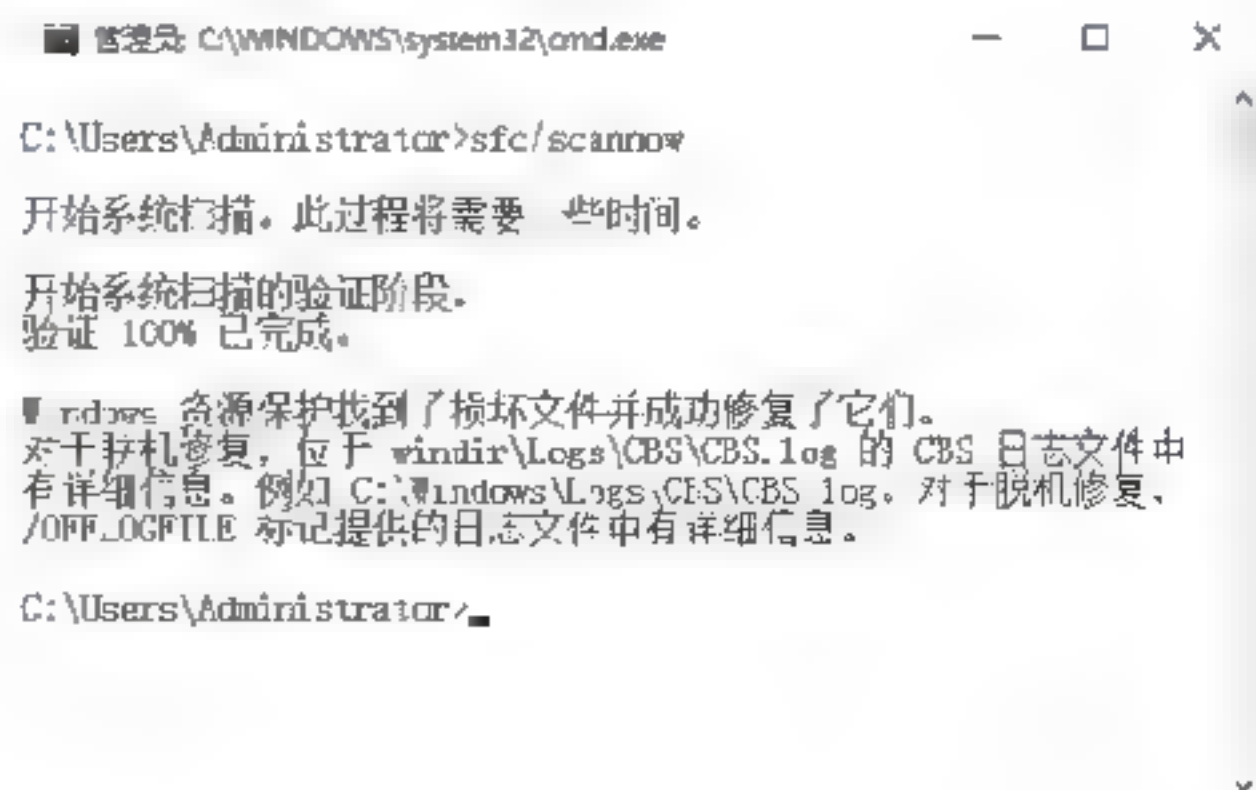 管理员: C:\WINDOWS\system32\cmd.exe
C:\Users\Administrator>sfc/scannow
开始系统扫描。此过程将需要一些时间。
开始系统扫描的验证阶段。
验证 100% 已完成。
Windows 资源保护找到了损坏文件并成功修复了它们。
对于联机修复，位于 windir\Logs\CBS\CBS.log 的 CBS 日志文件中
有详细信息。例如 C:\Windows\Logs\CBS\CBS.log。对于脱机修复，
/OFFLOGFILE 标记提供的日志文件中有详细信息。
C:\Users\Administrator>